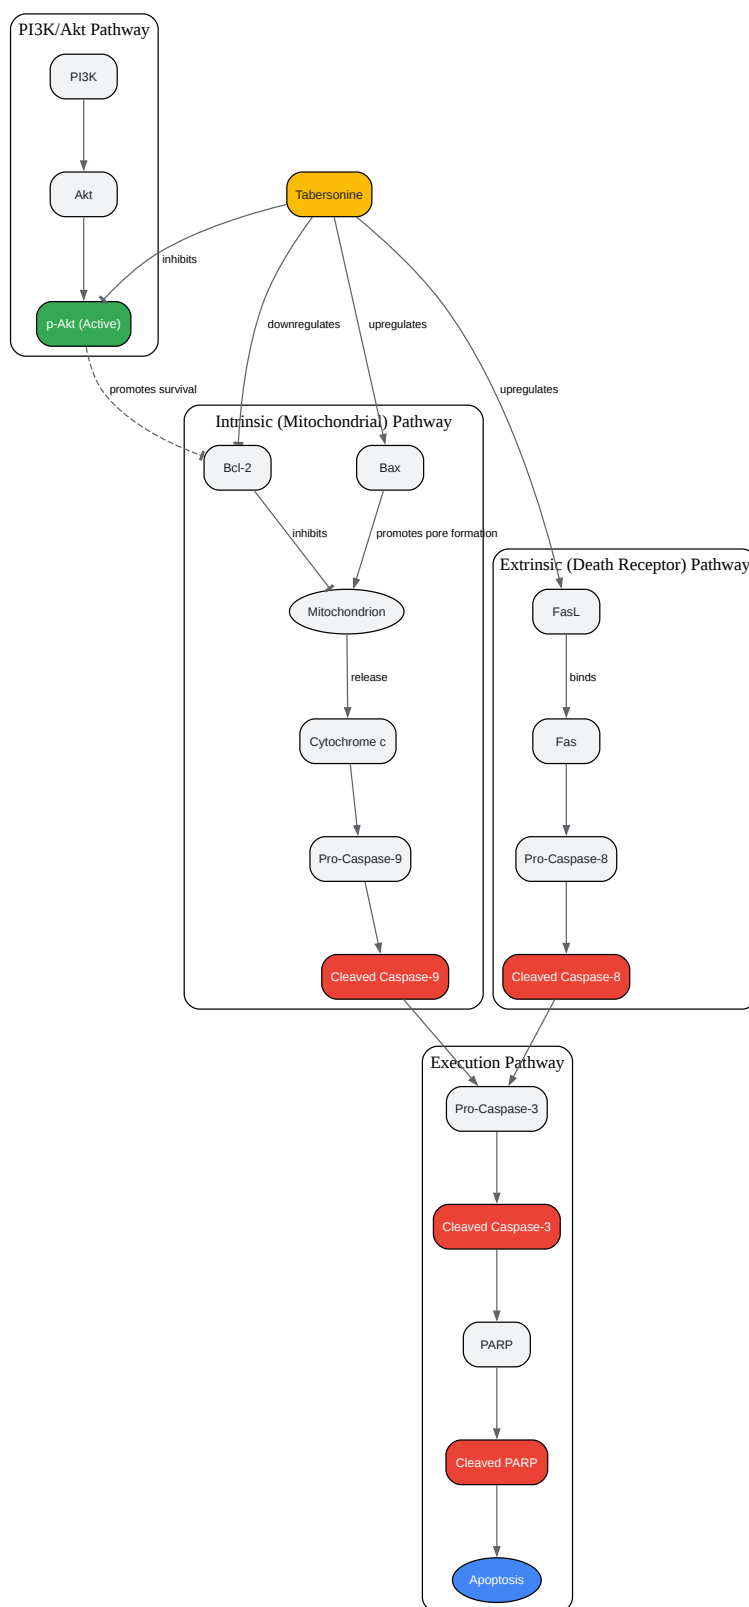 PI3K/Akt Pathway
PI3K
Akt
Tabersonine
inhibits
p-Akt (Active)
downregulates
upregulates
promotes survival
upregulates
Intrinsic (Mitochondrial) Pathway
Bcl-2
Bax
inhibits
promotes pore formation
Extrinsic (Death Receptor) Pathway
Mitochondrion
FasL
release
binds
Cytochrome c
Fas
Pro-Caspase-9
Pro-Caspase-8
Cleaved Caspase-9
Cleaved Caspase-8
Execution Pathway
Pro-Caspase-3
Cleaved Caspase-3
PARP
Cleaved PARP
Apoptosis